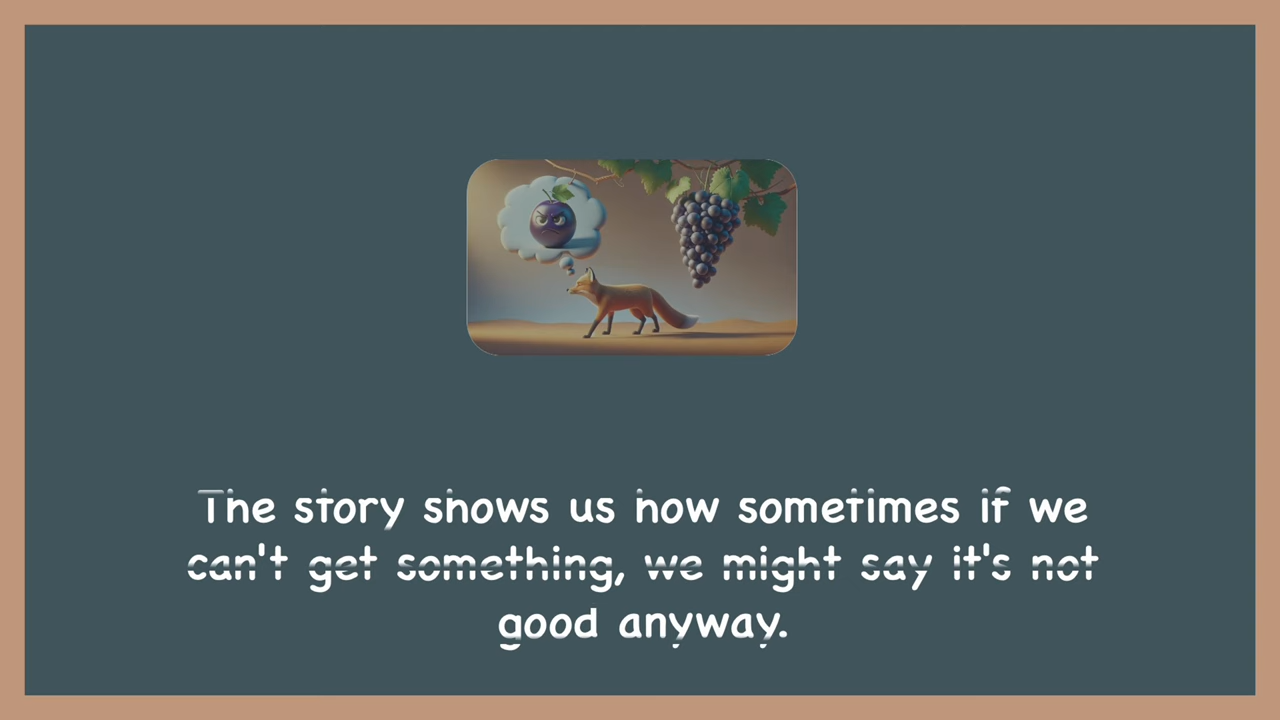 The story shows us how sometimes if we
can't get something, we might say it's not
good anyway.